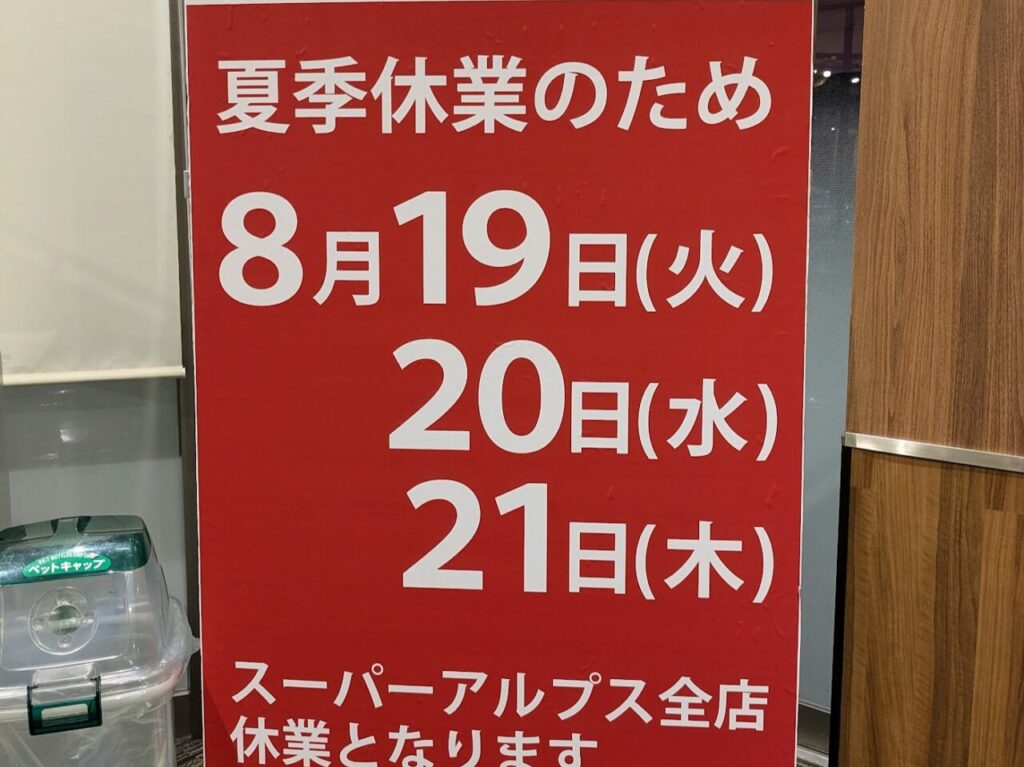 夏季休業のため
8月19日(火)
20日(水)
21日(木)
スーパーアルプス全店
休業となります
ペットキャップ